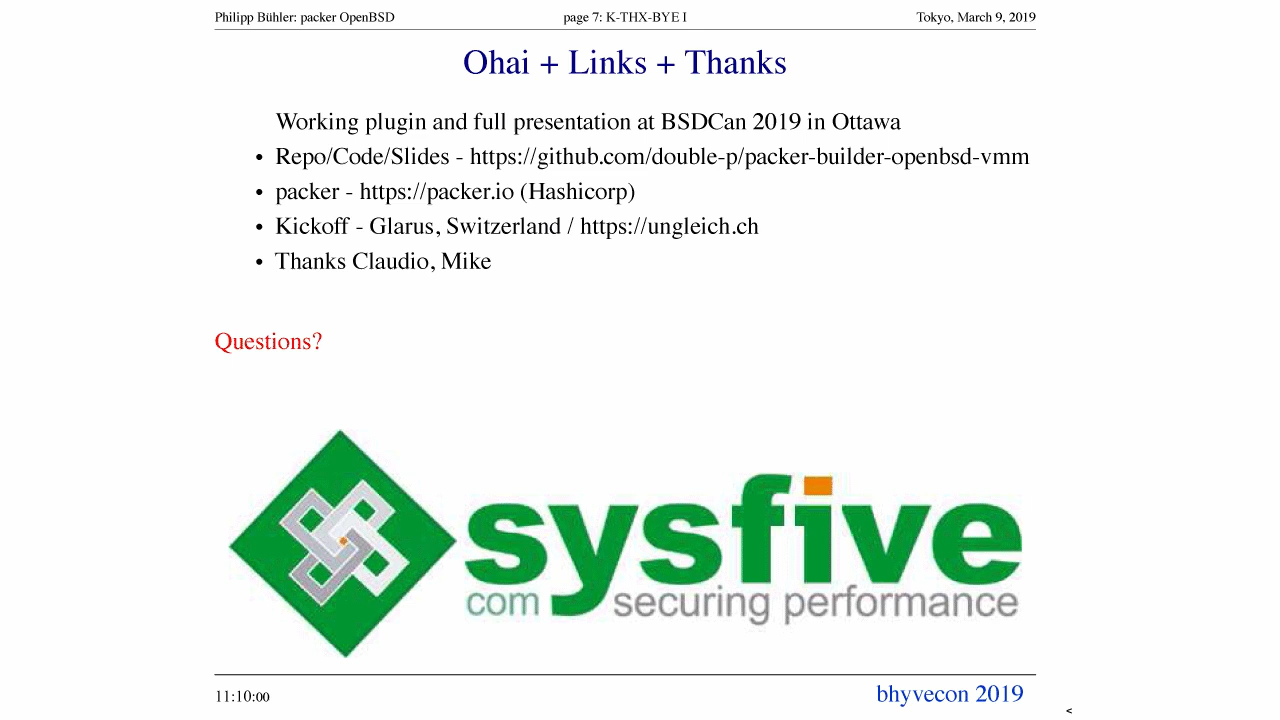 Philipp Bühler: packer OpenBSD page 7: K-THX-BYE I Tokyo, March 9, 2019
Ohai + Links + Thanks
Working plugin and full presentation at BSDCan 2019 in Ottawa
• Repo/Code/Slides - https://github.com/double-p/packer-builder-openbsd-vmm
• packer - https://packer.io (Hashicorp)
• Kickoff - Glarus, Switzerland / https://ungleich.ch
• Thanks Claudio, Mike
Questions?
sysfive
com securing performance
11:10:00 bhyvecon 2019
<